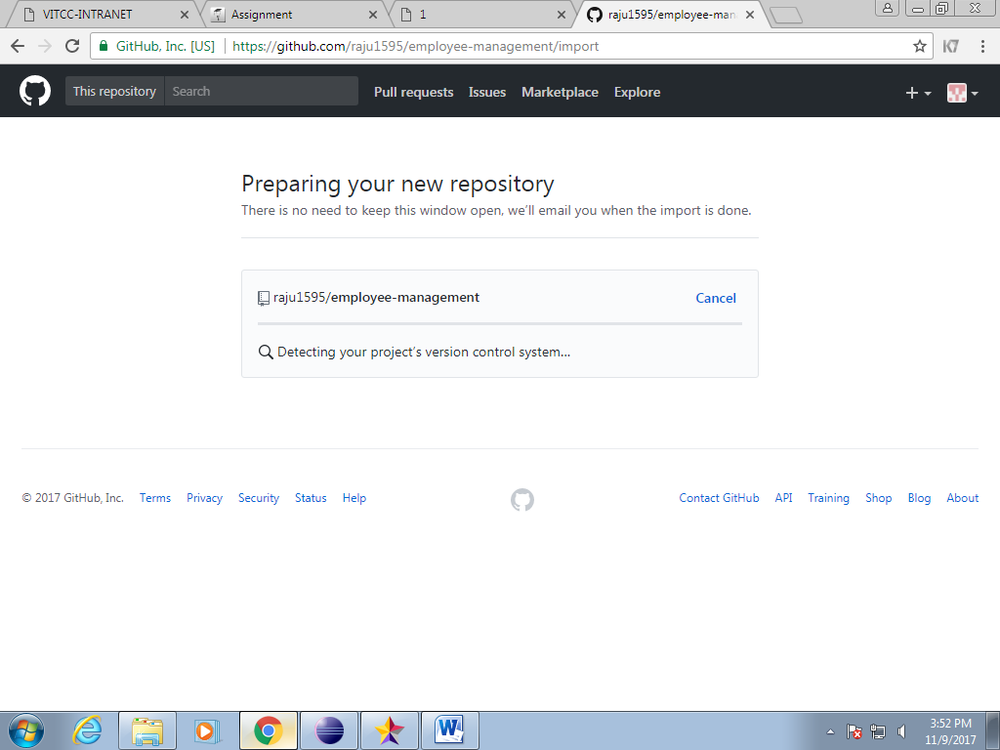 VITCC-INTRANET
Assignment
1
raju1595/employee-man
GitHub, Inc. [US]
https://github.com/raju1595/employee-management/import
K7
This repository
Search
Pull requests
Issues
Marketplace
Explore
Preparing your new repository
There is no need to keep this window open, we'll email you when the import is done.
raju1595/employee-management
Cancel
Detecting your project's version control system...
© 2017 GitHub, Inc.
Terms
Privacy
Security
Status
Help
Contact GitHub
API
Training
Shop
Blog
About
W
3:52 PM
11/9/2017